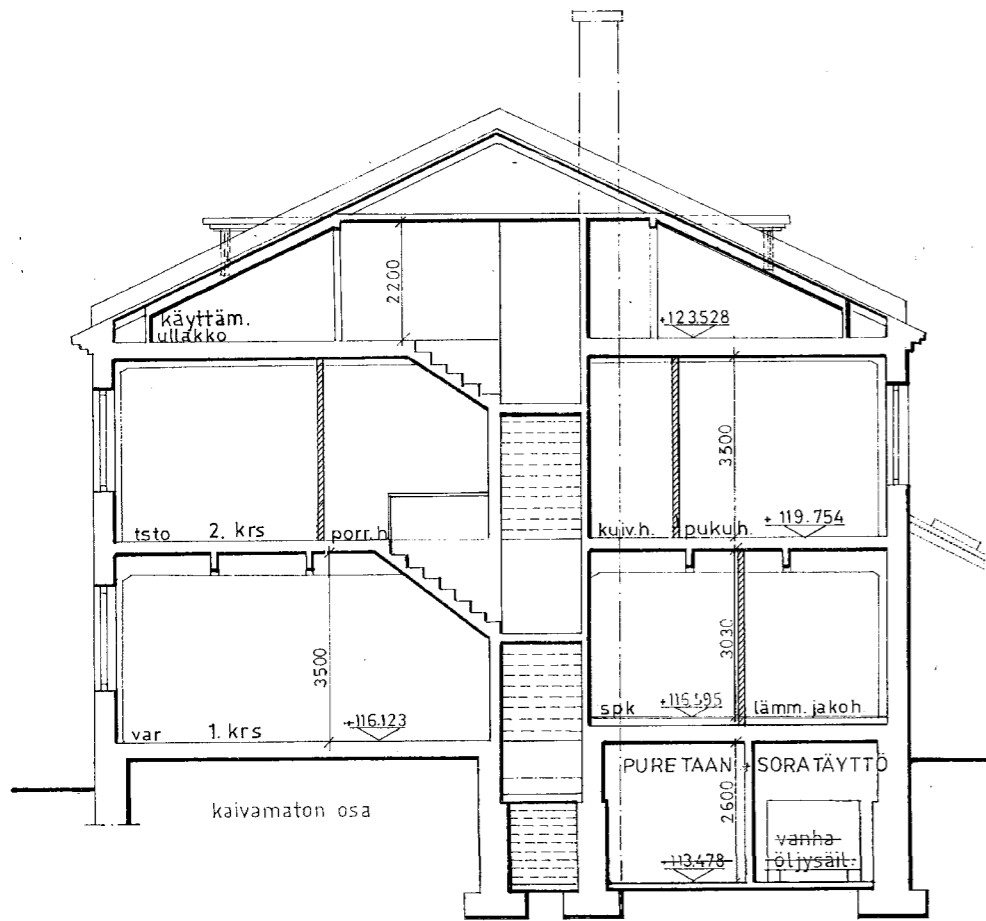 2200
käyttäm.
ullakko
+123.528
3500
tsto 2. krs porr.h
kuiv.h. pukuh. + 119.754
3500
3030
var 1. krs +116.123
spk +116.595 lämm. jakoh.
PURETAAN + SORATÄYTTÖ
2600
kaivamaton osa
vanha
öljysäil.
+113.478